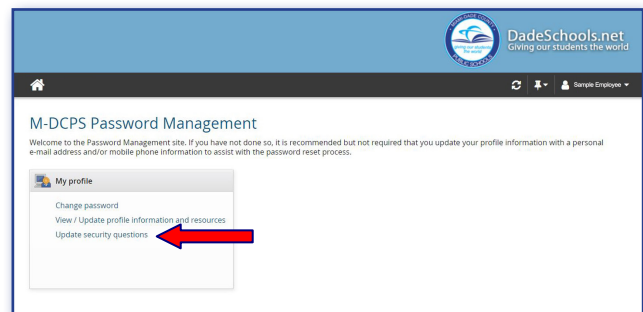 DadeSchools.net
Giving our students the world
Sample Employee
M-DCPS Password Management
Welcome to the Password Management site. If you have not done so, it is recommended but not required that you update your profile information with a personal
e-mail address and/or mobile phone information to assist with the password reset process.
My profile
Change password
View / Update profile information and resources
Update security questions